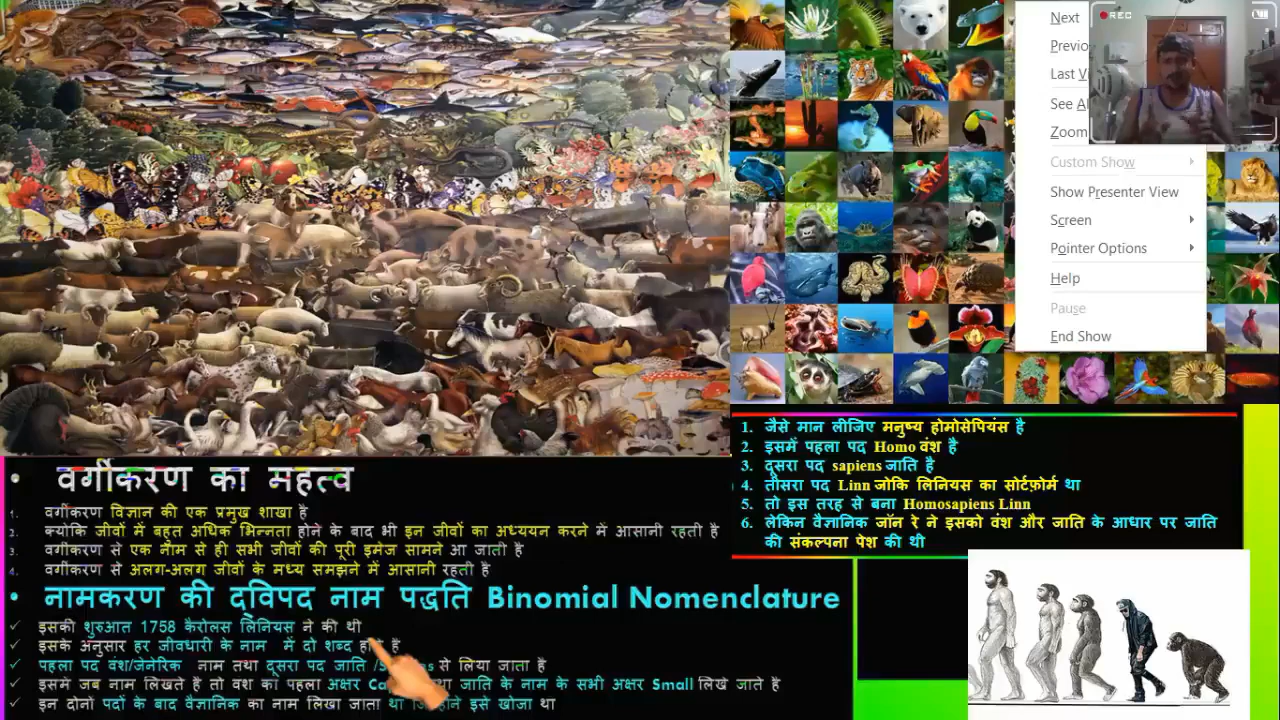 Next
REC
Previo
Last Vi
See Al
Zoom
Custom Show
Show Presenter View
Screen
Pointer Options
Help
Pause
End Show
• वर्गीकरण का महत्व
1. वर्गीकरण विज्ञान की एक प्रमुख शाखा है
2. क्योकि जीवों में बहुत अधिक भिन्नता होने के बाद भी इन जीवों का अध्ययन करने में आसानी रहती है
3. वर्गीकरण से एक नाम से ही सभी जीवों की पूरी इमेज सामने आ जाती है
4. वर्गीकरण से अलग-अलग जीवों के मध्य समझने में आसानी रहती है
• नामकरण की द्विपद नाम पद्धति Binomial Nomenclature
✓ इसकी शुरुआत 1758 कैरोलस लिनियस ने की थी
✓ इसके अनुसार हर जीवधारी के नाम में दो शब्द है
✓ पहला पद वंश/जेनेरिक नाम तथा दूसरा पद जाति से लिया जाता है
✓ इसमें जब नाम लिखते है तो वंश का पहला अक्षर जाति के नाम के सभी अक्षर Small लिखे जाते है
✓ इन दोनों पदों के बाद वैज्ञानिक का नाम लिखा जाता था इसे खोजा था
1. जैसे मान लीजिए मनुष्य होमोसेपियंस है
2. इसमें पहला पद Homo वंश है
3. दूसरा पद sapiens जाति है
4. तीसरा पद Linn जोकि लिनियस का सोर्टफ़ोर्म था
5. तो इस तरह से बना Homosapiens Linn
6. लेकिन वैज्ञानिक जॉन रे ने इसको वंश और जाति के आधार पर जाति
की संकल्पना पेश की थी